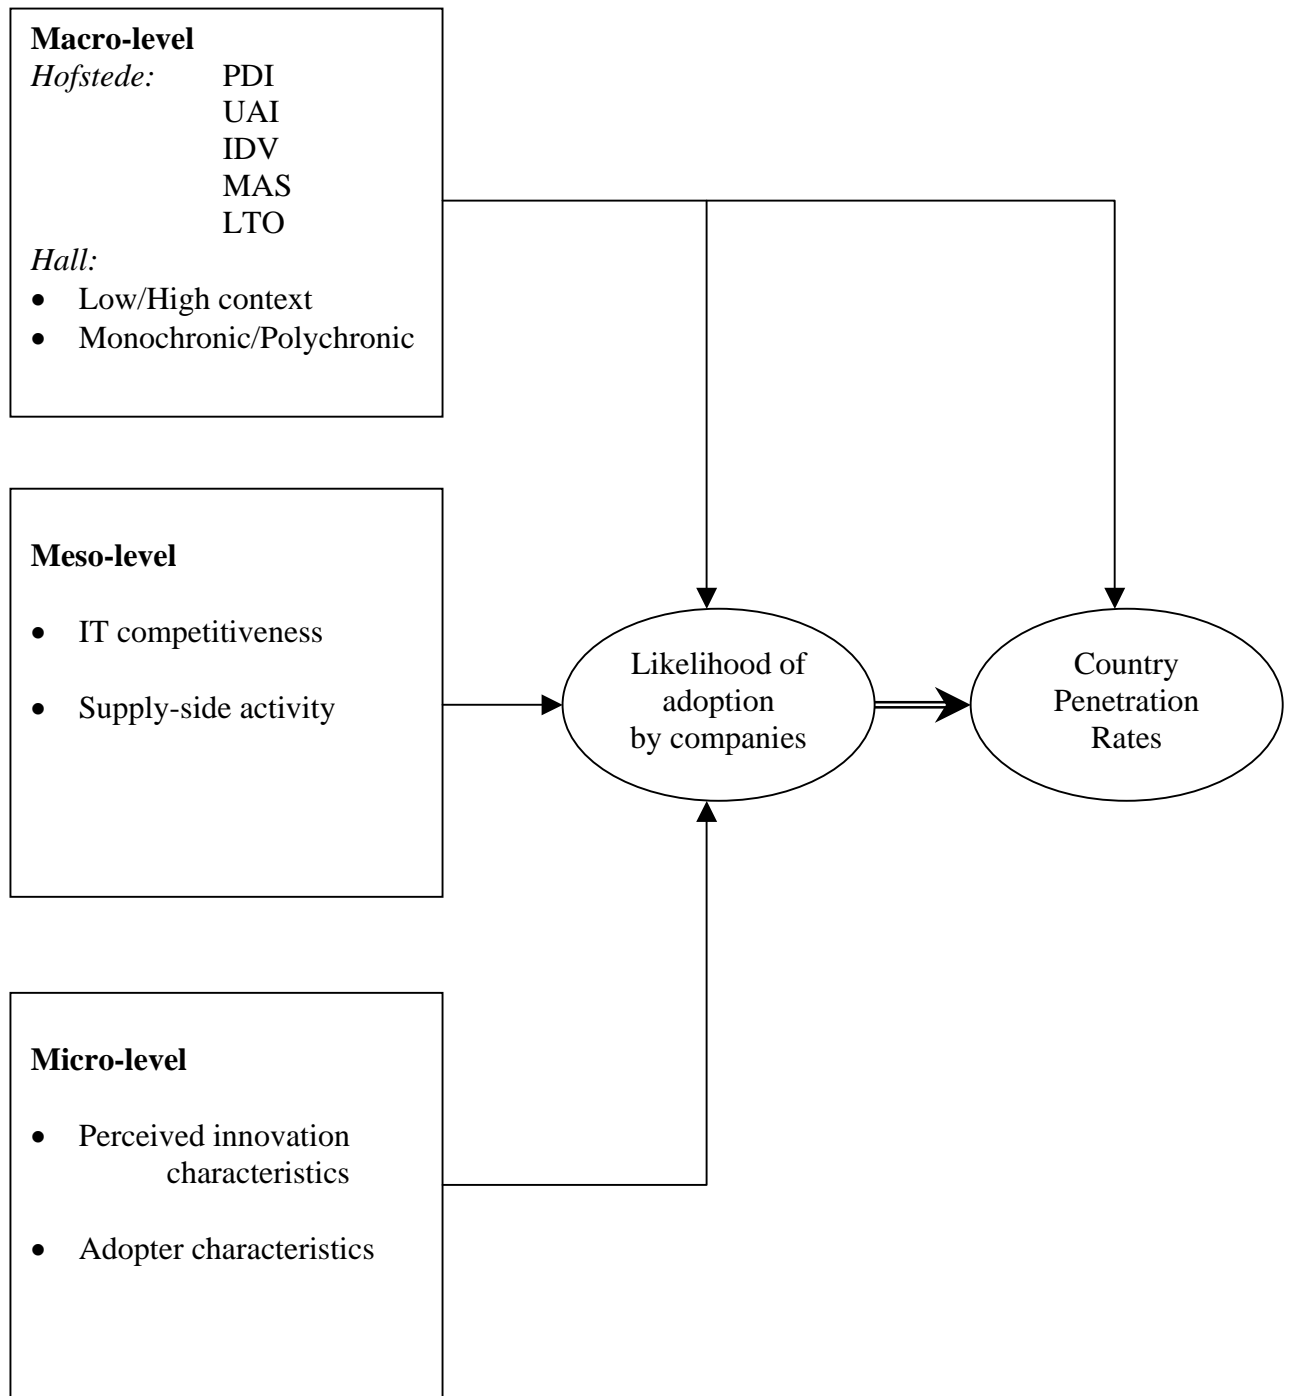 Macro-level
Hofstede: PDI
UAI
IDV
MAS
LTO
Hall:
• Low/High context
• Monochronic/Polychronic
Meso-level
• IT competitiveness
• Supply-side activity
Likelihood of
adoption
by companies
Country
Penetration
Rates
Micro-level
• Perceived innovation
characteristics
• Adopter characteristics